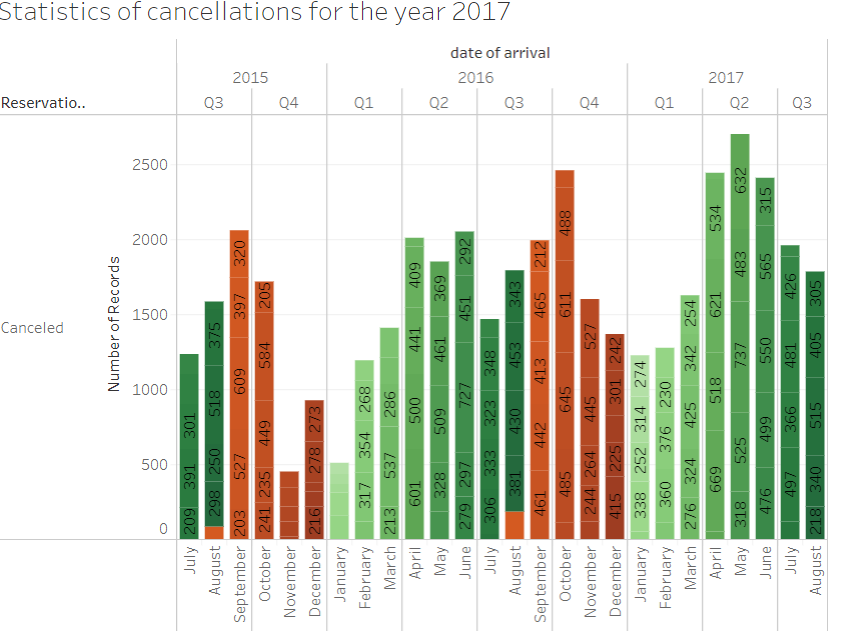 Statistics of cancellations for the year 2017
date of arrival
2015 2016 2017
Reservatio.. Q3 Q4 Q1 Q2 Q3 Q4 Q1 Q2 Q3
Canceled
Number of Records
2500
2000
1500
1000
500
0
209 391 301
298 250 518 375
203 527 609 397 320
241 235 449 584 205
216 278 273
317 354 268
213 537 286
601 500 441 409
328 509 461 369
279 297 727 451 292
306 333 323 348
381 430 453 343
461 442 413 465 212
485 645 611 488
244 264 445 527
415 225 301 242
338 252 314 274
360 376 230
276 324 425 342 254
669 518 621 534
318 525 737 483 632
476 499 550 565 315
497 366 481 426
218 340 515 405 305
July
August
September
October
November
December
January
February
March
April
May
June
July
August
September
October
November
December
January
February
March
April
May
June
July
August